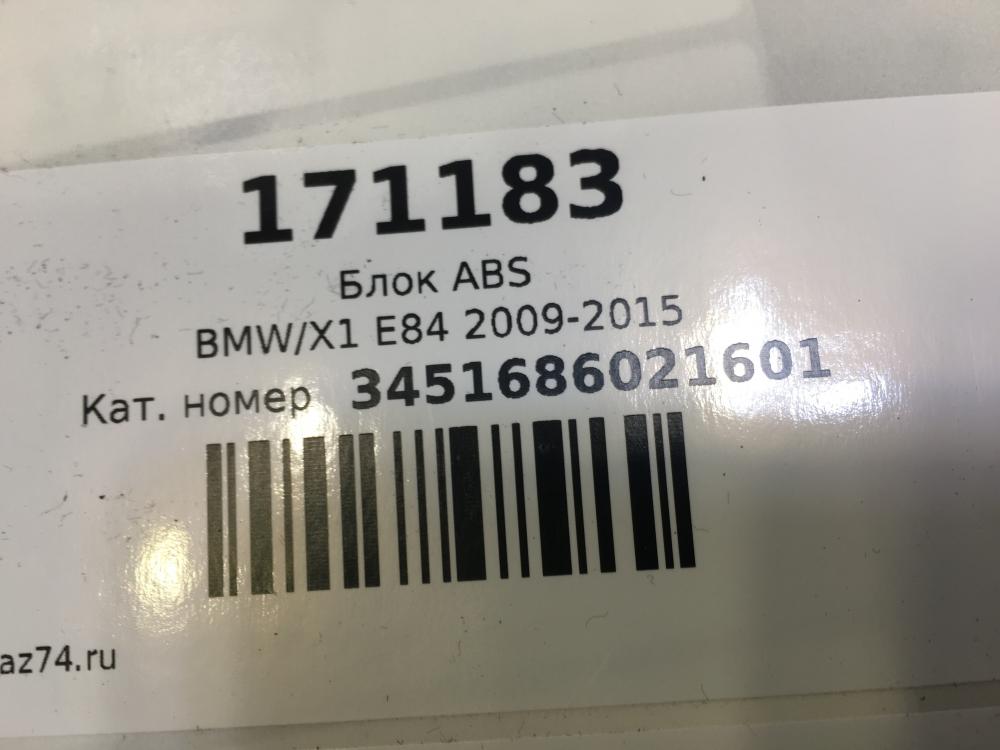 171183
Блок ABS
BMW/X1 E84 2009-2015
Кат. номер 3451686021601
az74.ru